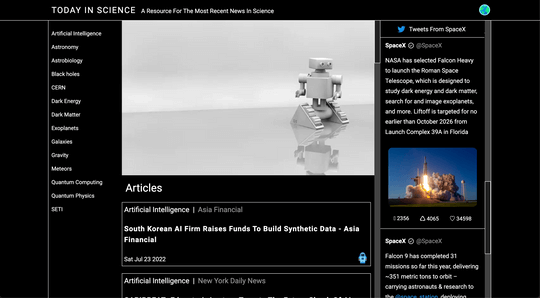 TODAY IN SCIENCE A Resource For The Most Recent News In Science
Artificial Intelligence
Astronomy
Astrobiology
Black holes
CERN
Dark Energy
Dark Matter
Exoplanets
Galaxies
Gravity
Meteors
Quantum Computing
Quantum Physics
SETI
Articles
Artificial Intelligence | Asia Financial
South Korean AI Firm Raises Funds To Build Synthetic Data - Asia
Financial
Sat Jul 23 2022
Artificial Intelligence | New York Daily News
Tweets From SpaceX
SpaceX @SpaceX
NASA has selected Falcon Heavy
to launch the Roman Space
Telescope, which is designed to
study dark energy and dark matter,
search for and image exoplanets,
and more. Liftoff is targeted for no
earlier than October 2026 from
Launch Complex 39A in Florida
2356 4065 34598
SpaceX @SpaceX
Falcon 9 has completed 31
missions so far this year, delivering
~351 metric tons to orbit –
carrying astronauts & research to
the @space_station, deploying